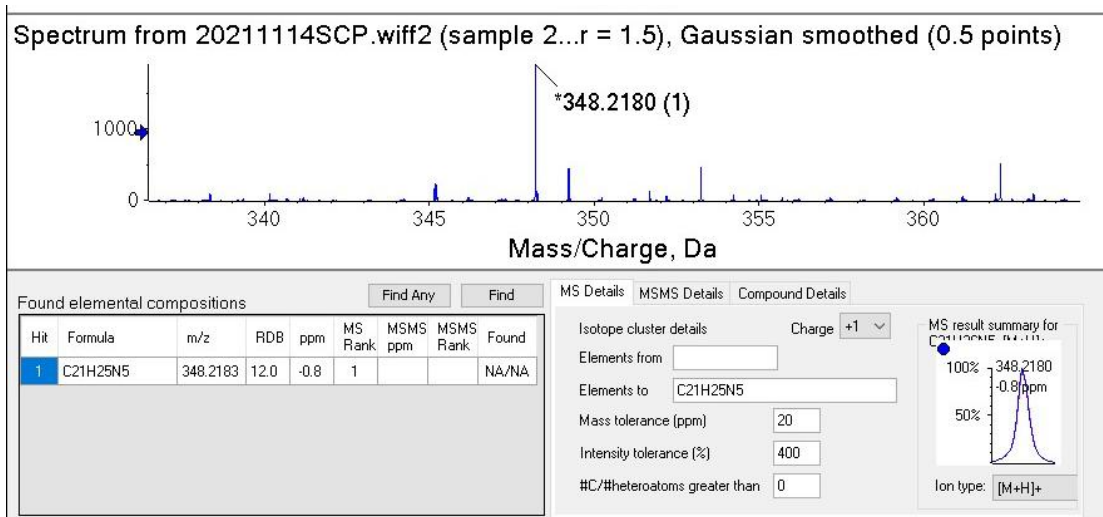 Spectrum from 20211114SCP.wiff2 (sample 2...r = 1.5), Gaussian smoothed (0.5 points)
*348.2180 (1)
1000
0
340 345 350 355 360
Mass/Charge, Da
Found elemental compositions
Find Any Find
Hit Formula m/z RDB ppm MS Rank MSMS ppm MSMS Rank Found
1 C21H25N5 348.2183 12.0 -0.8 1 NA/NA
MS Details MSMS Details Compound Details
Isotope cluster details Charge +1
Elements from
Elements to C21H25N5
Mass tolerance (ppm) 20
Intensity tolerance (%) 400
#C/#heteroatoms greater than 0
MS result summary for
100% 348.2180
-0.8 ppm
50%
Ion type: [M+H]+